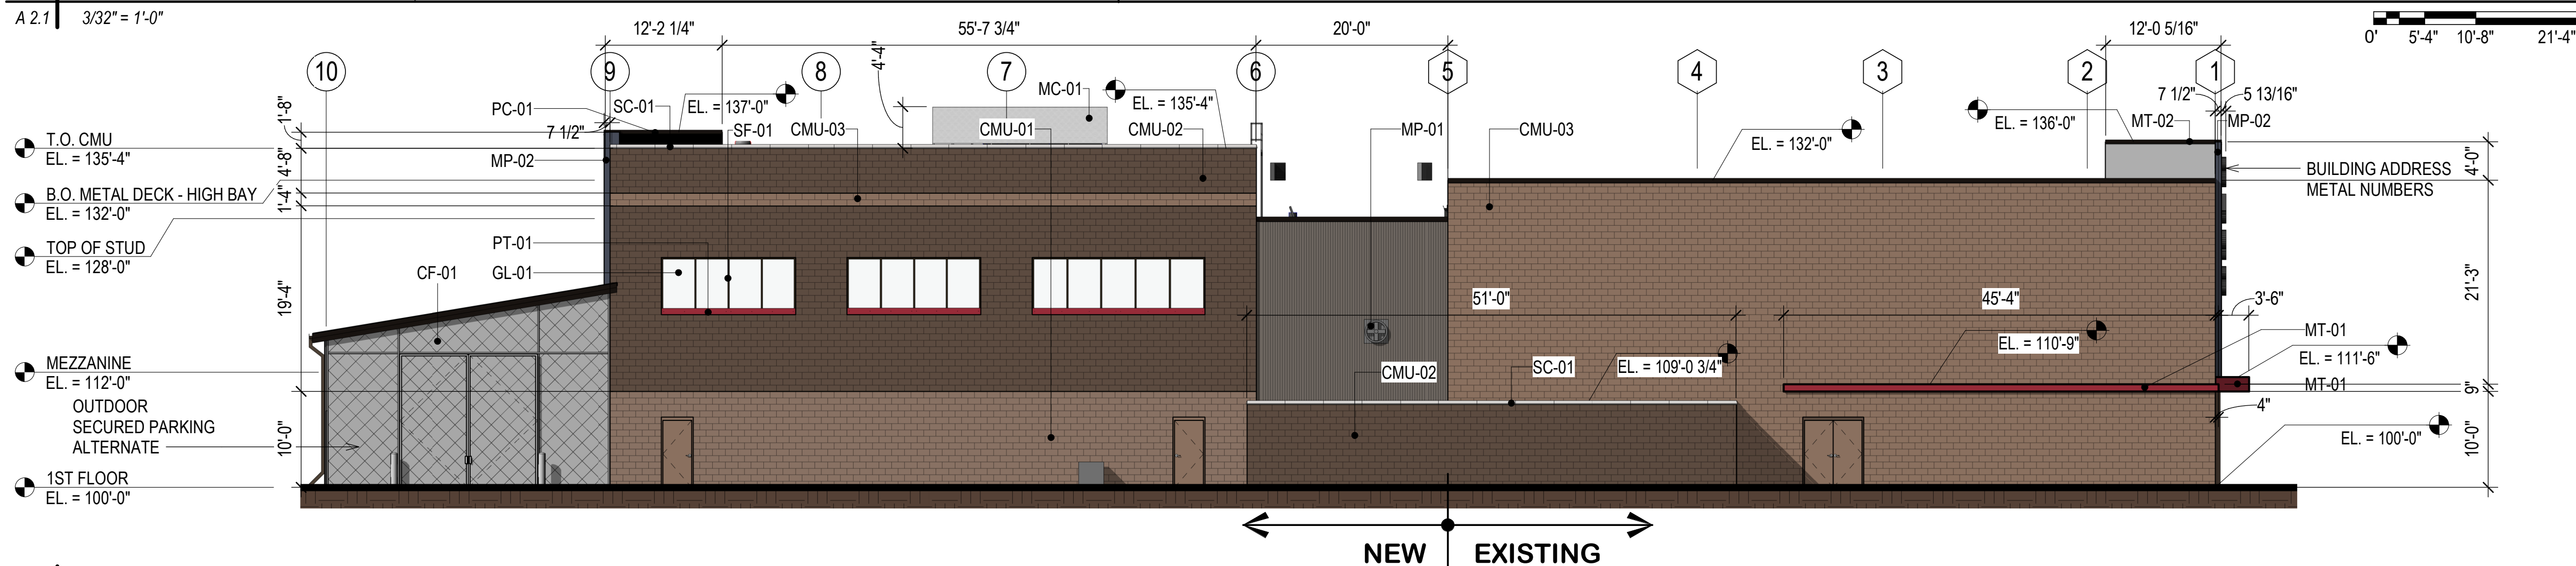 A 2.1 3/32" = 1'-0"
12'-2 1/4" 55'-7 3/4" 20'-0" 12'-0 5/16"
0' 5'-4" 10'-8" 21'-4"
10 9 8 7 6 5 4 3 2 1
4'-4"
PC-01 SC-01 EL. = 137'-0" MC-01 EL. = 135'-4"
7 1/2" 5 13/16"
1'-8" 7 1/2" SF-01 CMU-03 CMU-01 CMU-02 MP-01 CMU-03 EL. = 132'-0" EL. = 136'-0" MT-02 MP-02
T.O. CMU
EL. = 135'-4"
4'-8" MP-02
4'-0"
BUILDING ADDRESS
METAL NUMBERS
B.O. METAL DECK - HIGH BAY
EL. = 132'-0"
1'-4"
TOP OF STUD
EL. = 128'-0"
PT-01
CF-01 GL-01
19'-4" 51'-0" 45'-4" 3'-6" 21'-3"
MT-01
EL. = 110'-9"
EL. = 111'-6"
MEZZANINE
EL. = 112'-0"
CMU-02 SC-01 EL. = 109'-0 3/4"
MT-01 9"
4"
OUTDOOR
SECURED PARKING
ALTERNATE
10'-0" EL. = 100'-0" 10'-0"
1ST FLOOR
EL. = 100'-0"
NEW EXISTING